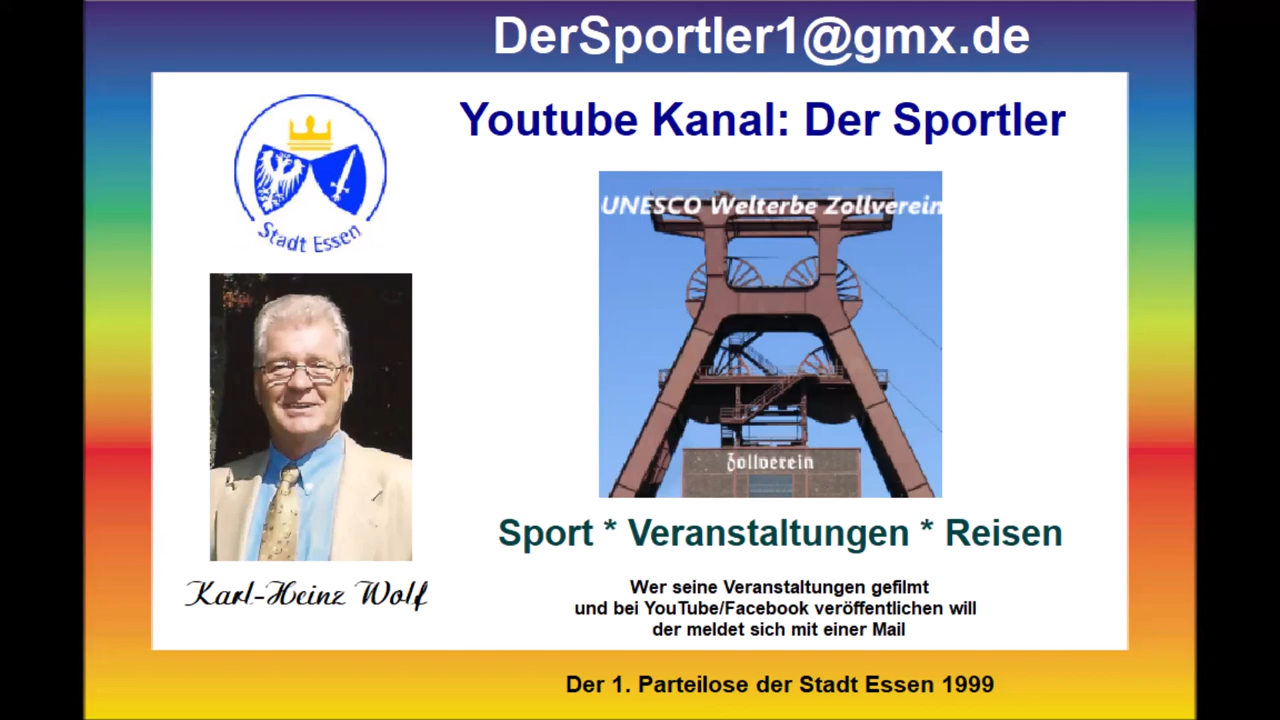 DerSportler1@gmx.de
Youtube Kanal: Der Sportler
Stadt Essen
UNESCO Welterbe Zollverein
Zollverein
Karl-Heinz Wolf
Sport * Veranstaltungen * Reisen
Wer seine Veranstaltungen gefilmt
und bei YouTube/Facebook veröffentlichen will
der meldet sich mit einer Mail
Der 1. Parteilose der Stadt Essen 1999